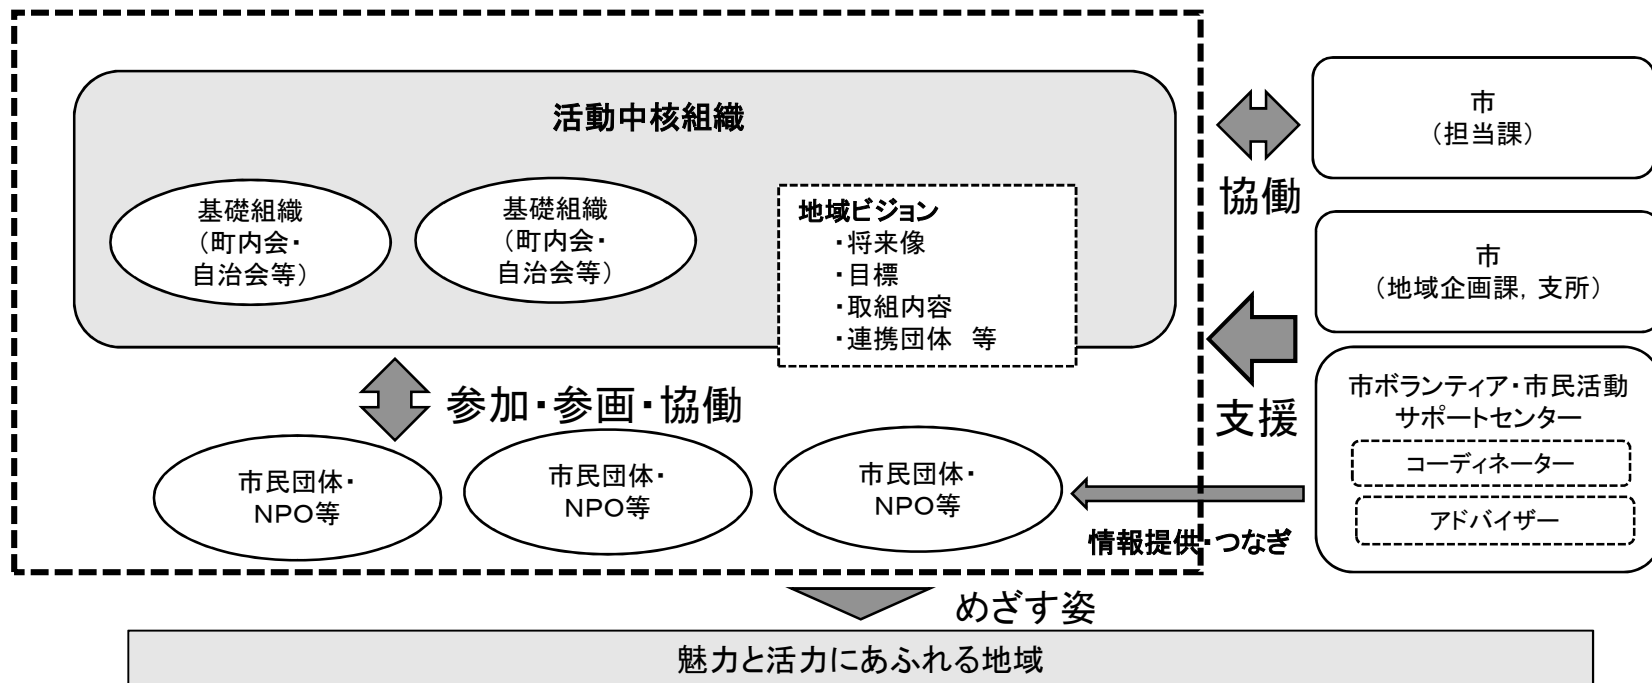 活動中核組織
基礎組織
（町内会・
自治会等）
基礎組織
（町内会・
自治会等）
地域ビジョン
・将来像
・目標
・取組内容
・連携団体　等
参加・参画・協働
市民団体・
NPO等
市民団体・
NPO等
市民団体・
NPO等
市
（担当課）
協働
市
（地域企画課，支所）
支援
市ボランティア・市民活動
サポートセンター
コーディネーター
アドバイザー
情報提供・つなぎ
めざす姿
魅力と活力にあふれる地域